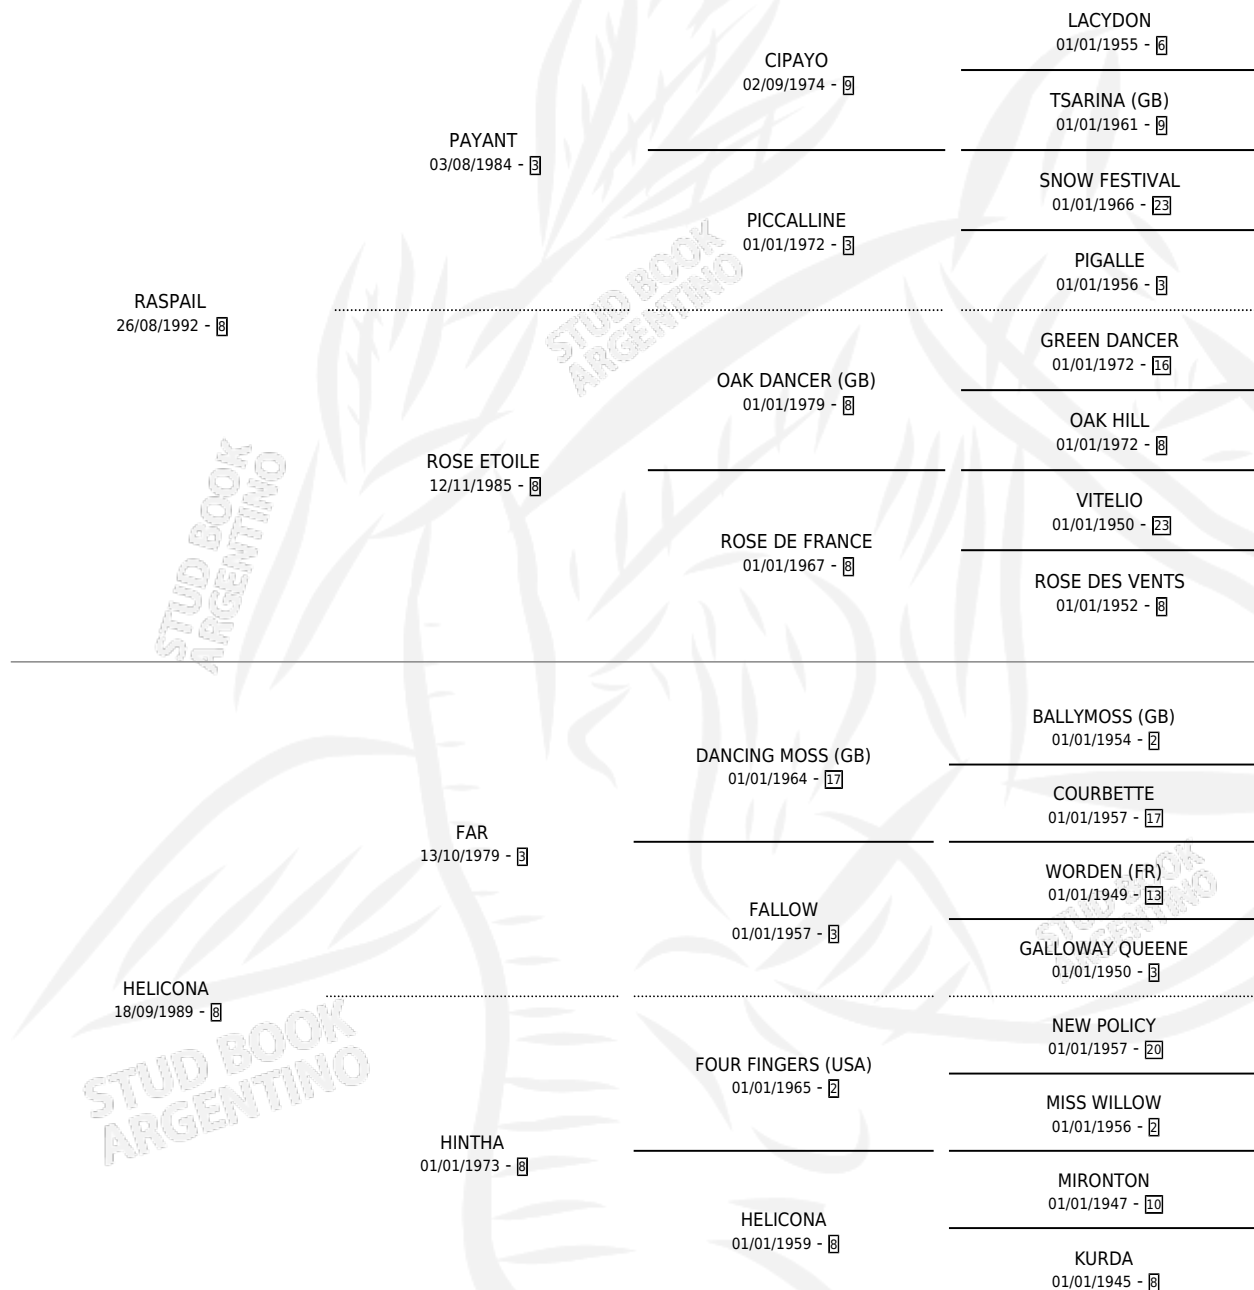 LACYDON
01/01/1955 - 6
CIPAYO
02/09/1974 - 9
TSARINA (GB)
01/01/1961 - 9
PAYANT
03/08/1984 - 3
SNOW FESTIVAL
01/01/1966 - 23
PICCALLINE
01/01/1972 - 3
PIGALLE
01/01/1956 - 3
RASPAIL
26/08/1992 - 8
GREEN DANCER
01/01/1972 - 16
OAK DANCER (GB)
01/01/1979 - 8
OAK HILL
01/01/1972 - 8
ROSE ETOILE
12/11/1985 - 8
VITELIO
01/01/1950 - 23
ROSE DE FRANCE
01/01/1967 - 8
ROSE DES VENTS
01/01/1952 - 8
STUD BOOK
ARGENTINO
STUD BOOK
ARGENTINO
BALLYMOSS (GB)
01/01/1954 - 2
DANCING MOSS (GB)
01/01/1964 - 17
COURBETTE
01/01/1957 - 17
FAR
13/10/1979 - 3
WORDEN (FR)
01/01/1949 - 13
FALLOW
01/01/1957 - 3
GALLOWAY QUEENE
01/01/1950 - 3
HELICONA
18/09/1989 - 8
NEW POLICY
01/01/1957 - 20
FOUR FINGERS (USA)
01/01/1965 - 2
MISS WILLOW
01/01/1956 - 2
HINTHA
01/01/1973 - 8
MIRONTON
01/01/1947 - 10
HELICONA
01/01/1959 - 8
KURDA
01/01/1945 - 8
STUD BOOK
ARGENTINO
STUD BOOK
ARGENTINO